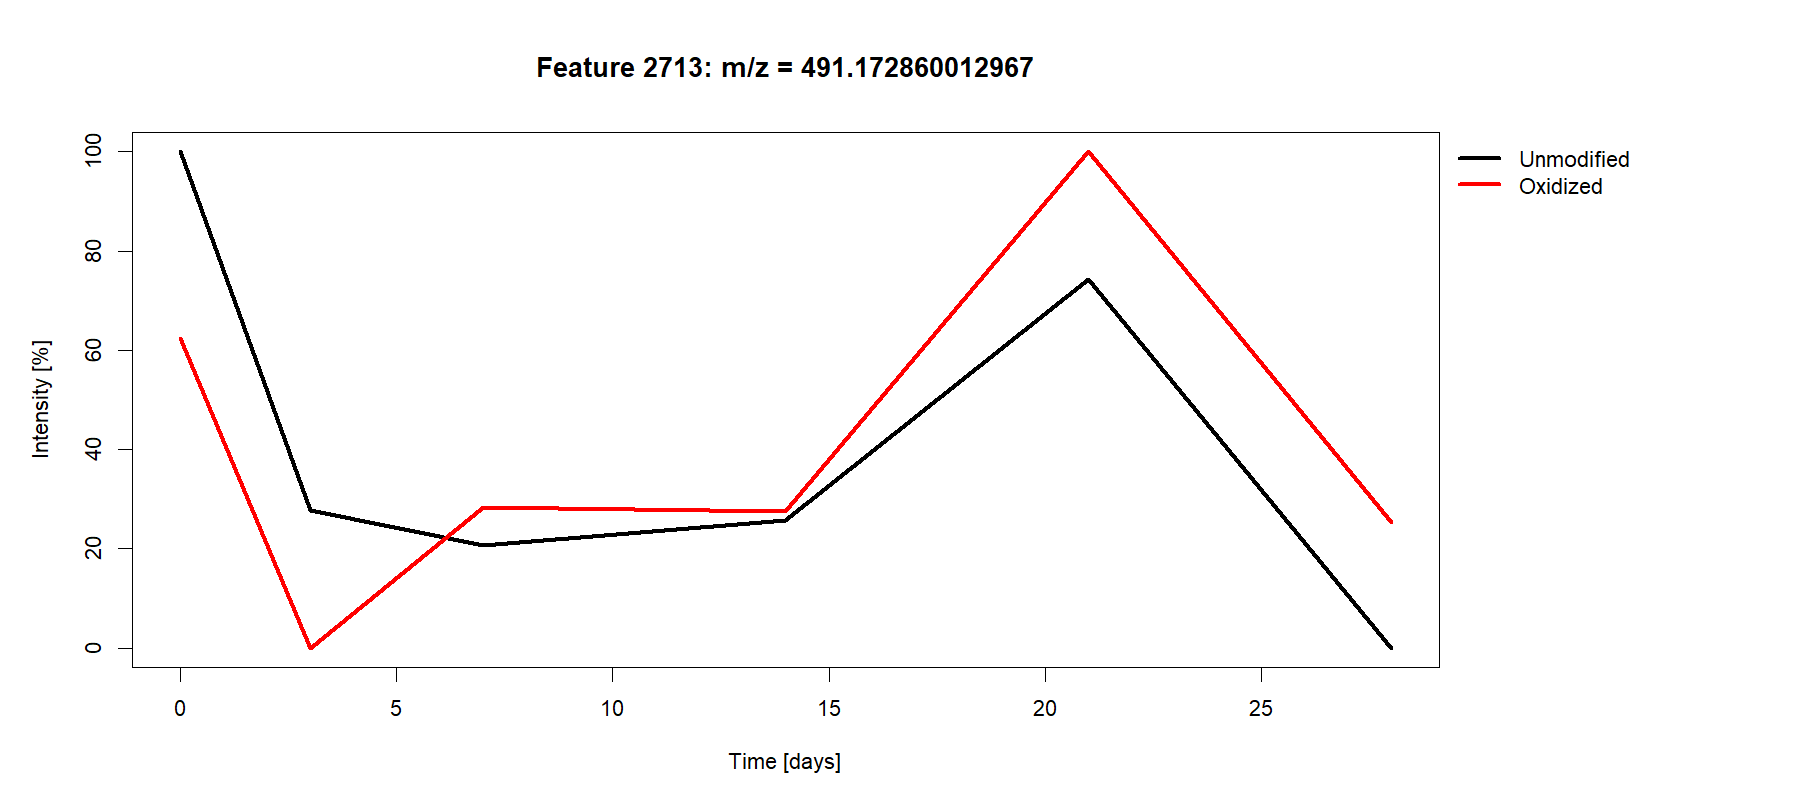 Feature 2713: m/z = 491.172860012967
Unmodified
Oxidized
Intensity [%]
100
80
60
40
20
0
0 5 10 15 20 25
Time [days]